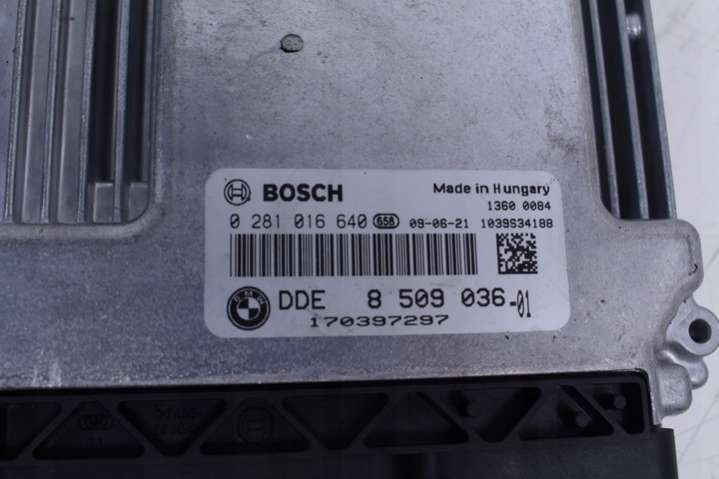 BOSCH Made in Hungary
1360 0084
0 281 016 640 658 09-06-21 1039S34188
BMW DDE 8 509 036-01
170397297